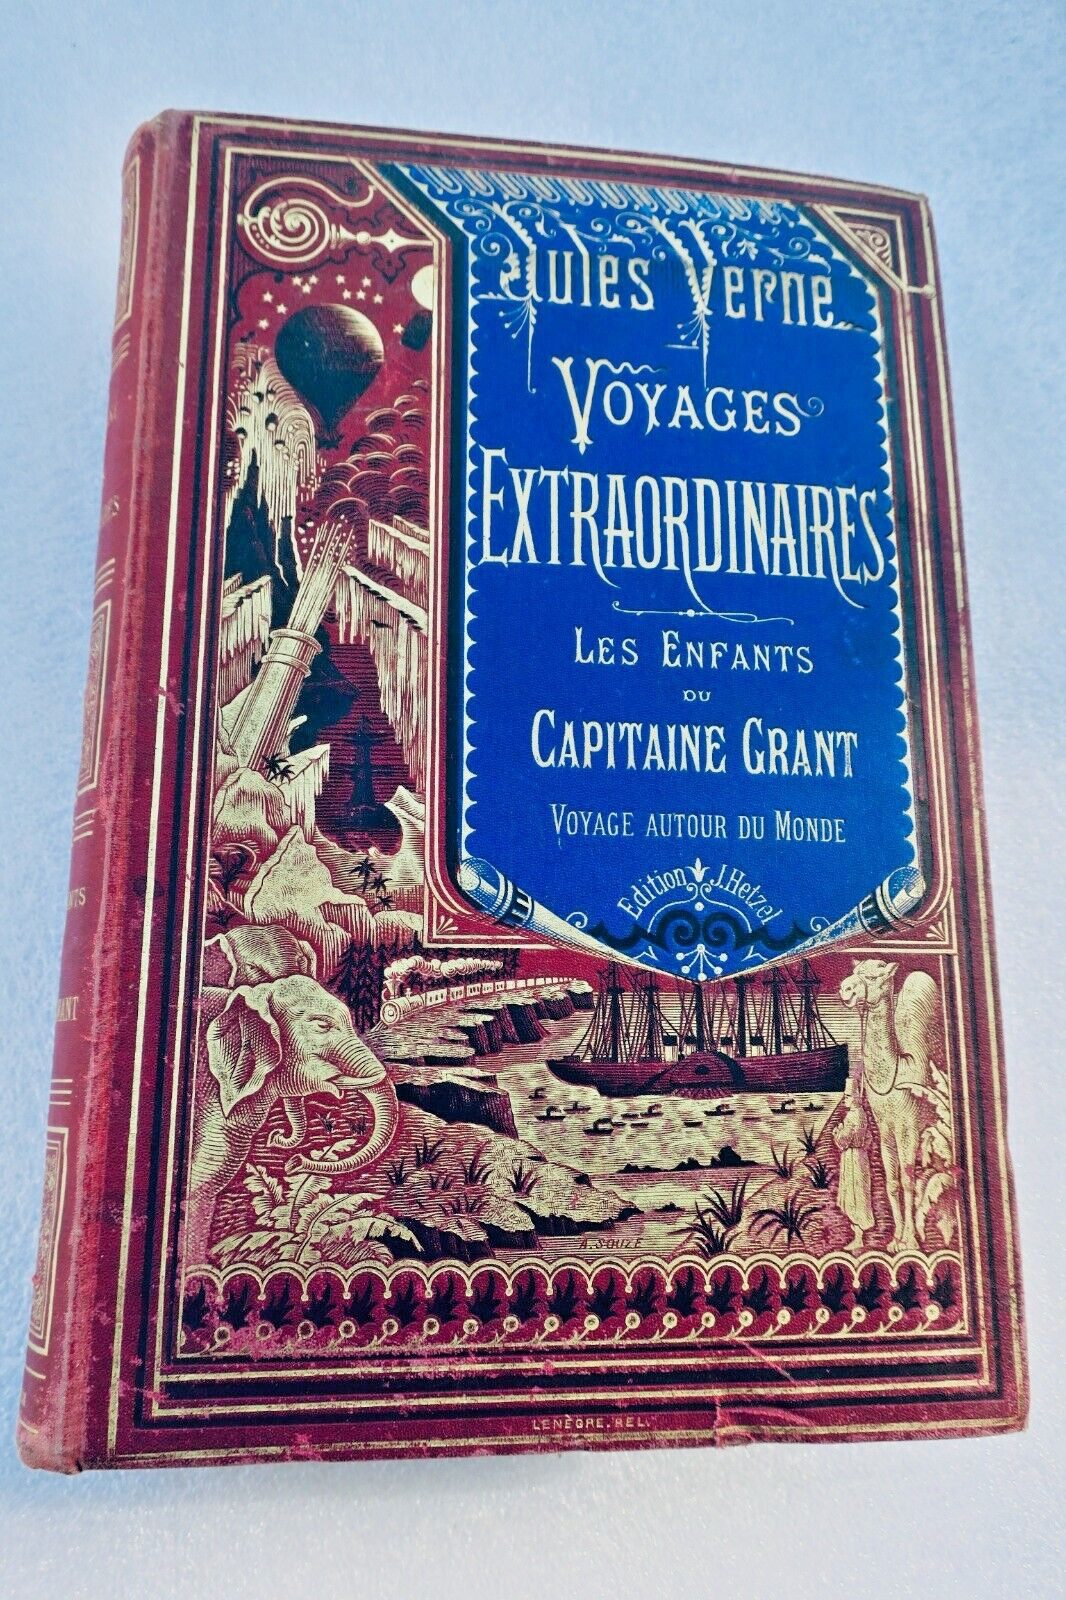 Jules Verne
VOYAGES
EXTRAORDINAIRES
LES ENFANTS
DU
CAPITAINE GRANT
VOYAGE AUTOUR DU MONDE
Edition J. Hetzel
A. SOUZE
LENÈGRE. REL.